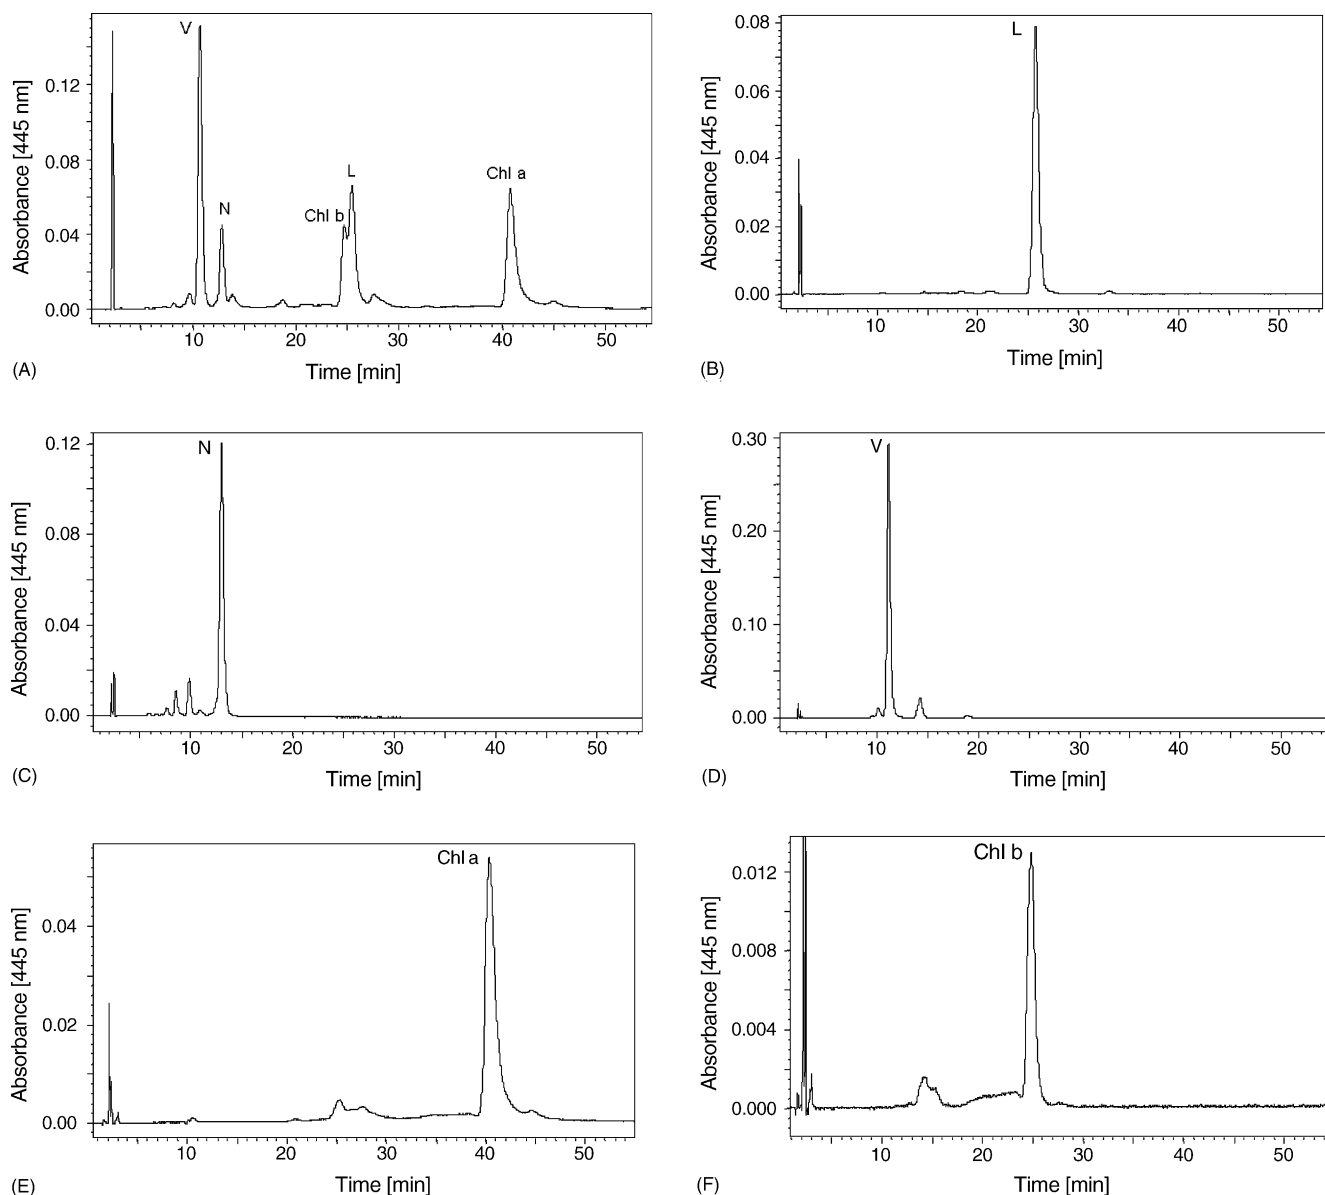 V
N
Chl b
L
Chl a
Absorbance [445 nm]
0.12
0.08
0.04
0.00
10 20 30 40 50
Time [min]
(A)
L
Absorbance [445 nm]
0.08
0.06
0.04
0.02
0.00
10 20 30 40 50
Time [min]
(B)
N
Absorbance [445 nm]
0.12
0.08
0.04
0.00
10 20 30 40 50
Time [min]
(C)
V
Absorbance [445 nm]
0.30
0.20
0.10
0.00
10 20 30 40 50
Time [min]
(D)
Chl a
Absorbance [445 nm]
0.04
0.02
0.00
10 20 30 40 50
Time [min]
(E)
Chl b
Absorbance [445 nm]
0.012
0.008
0.004
0.000
10 20 30 40 50
Time [min]
(F)